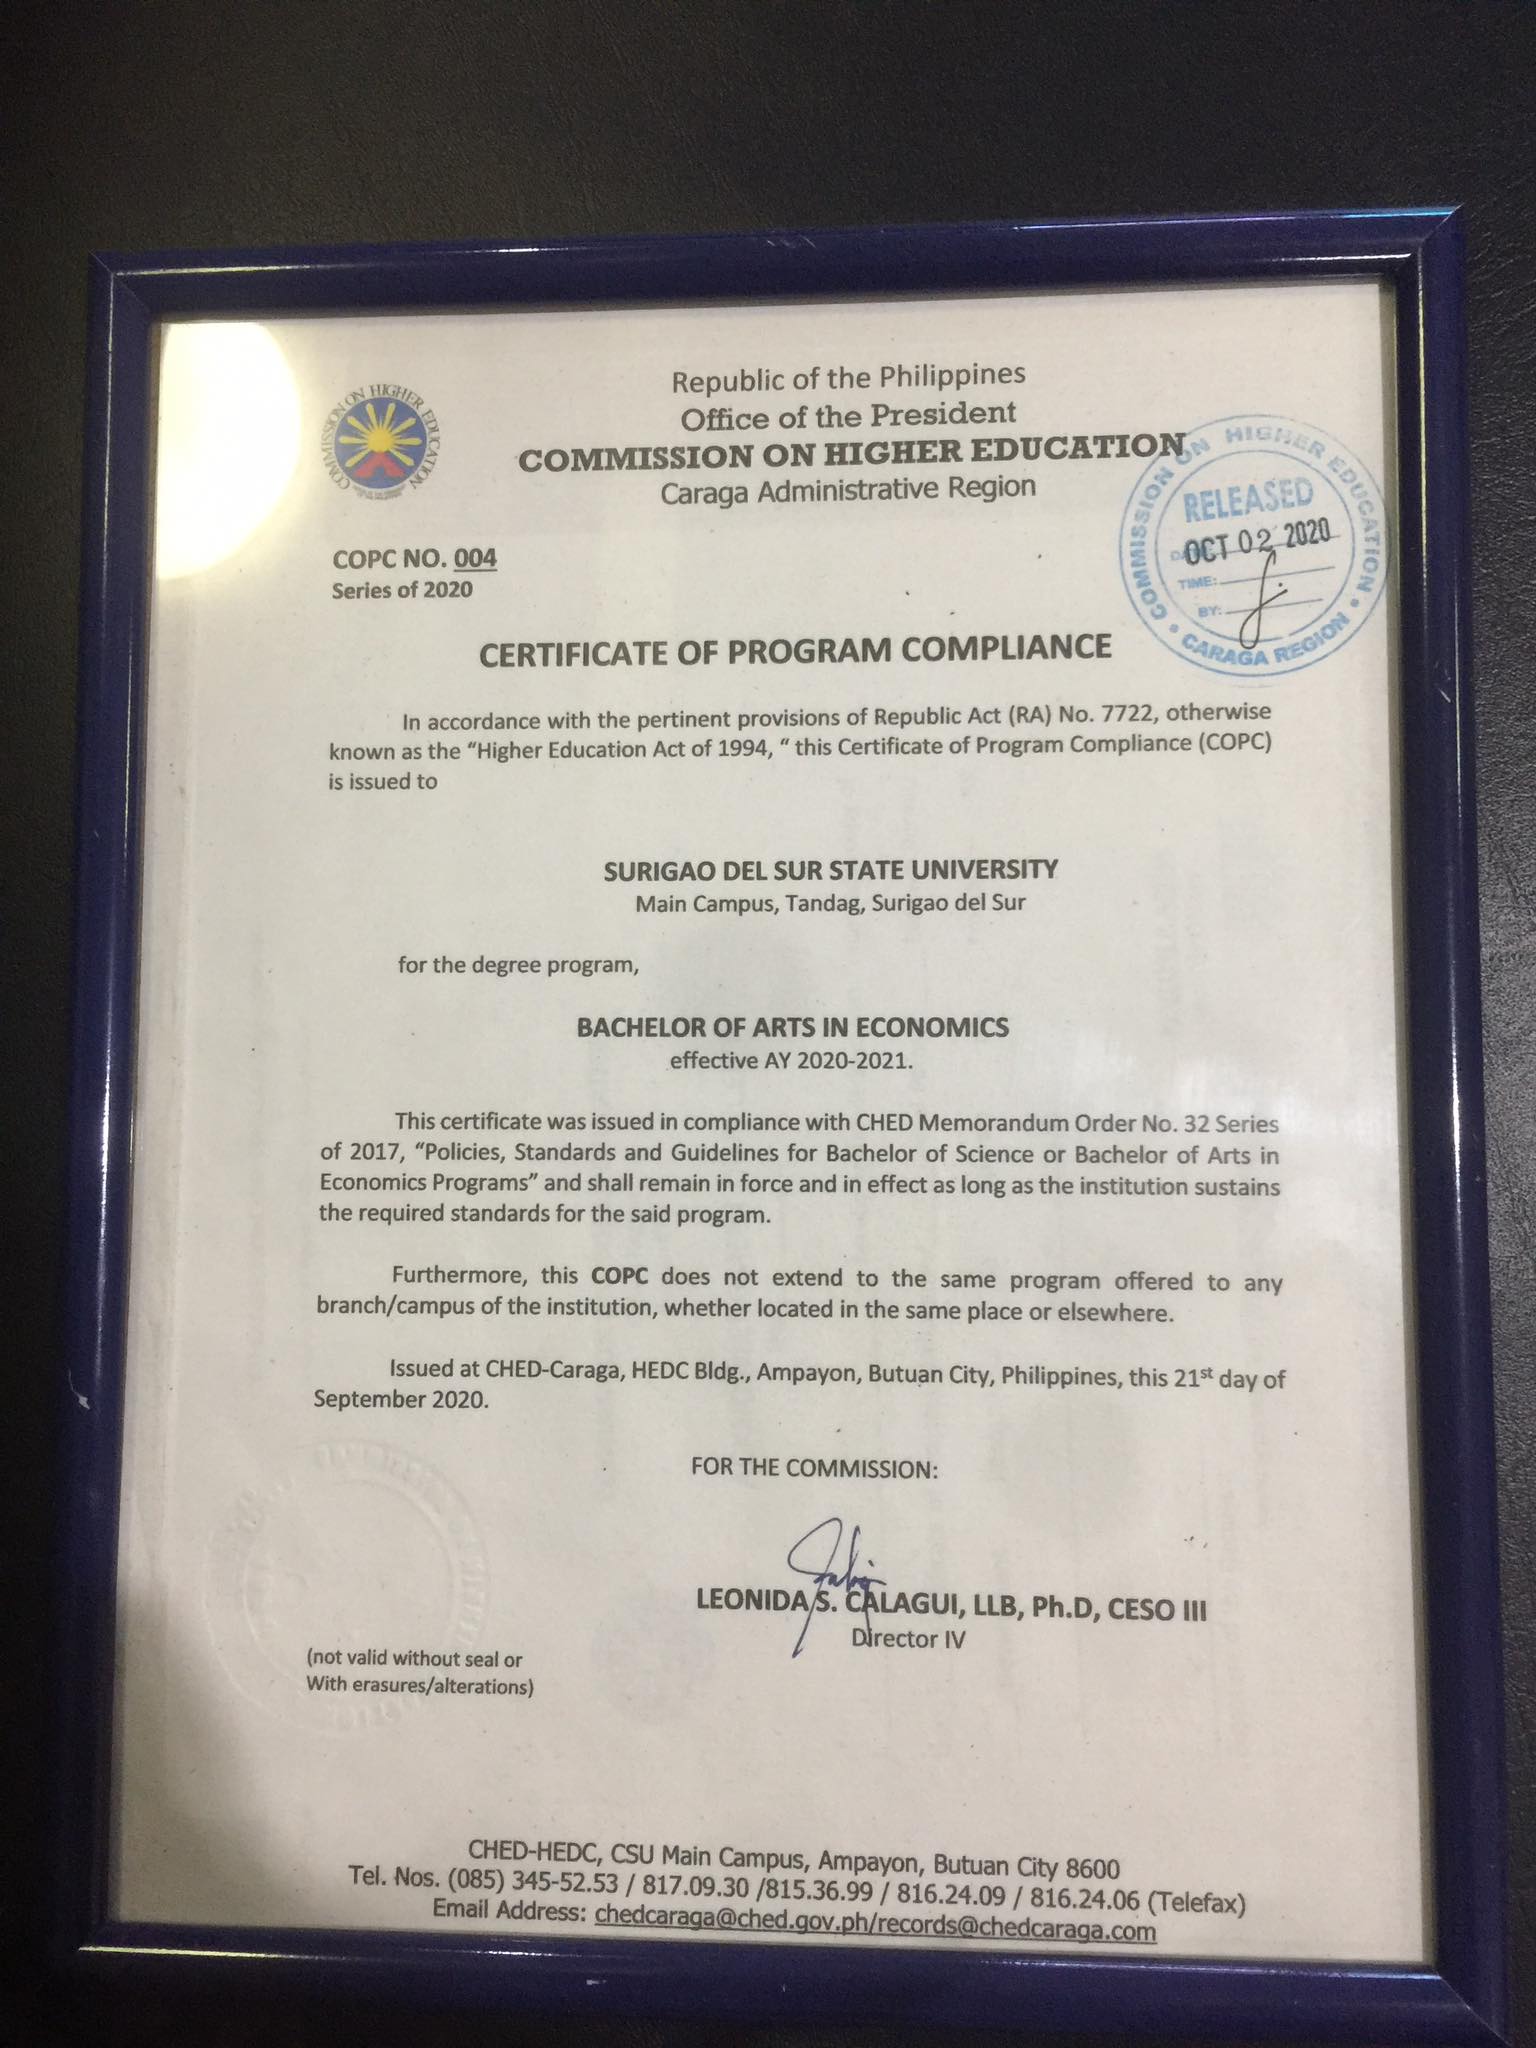 COMMISSION ON HIGHER EDUCATION
Republic of the Philippines
Office of the President
COMMISSION ON HIGHER EDUCATION
Caraga Administrative Region
COMMISSION ON HIGHER EDUCATION • CARAGA REGION •
RELEASED
OCT 02 2020
TIME:
BY:
COPC NO. 004
Series of 2020
CERTIFICATE OF PROGRAM COMPLIANCE
In accordance with the pertinent provisions of Republic Act (RA) No. 7722, otherwise
known as the “Higher Education Act of 1994, “ this Certificate of Program Compliance (COPC)
is issued to
SURIGAO DEL SUR STATE UNIVERSITY
Main Campus, Tandag, Surigao del Sur
for the degree program,
BACHELOR OF ARTS IN ECONOMICS
effective AY 2020-2021.
This certificate was issued in compliance with CHED Memorandum Order No. 32 Series
of 2017, “Policies, Standards and Guidelines for Bachelor of Science or Bachelor of Arts in
Economics Programs” and shall remain in force and in effect as long as the institution sustains
the required standards for the said program.
Furthermore, this COPC does not extend to the same program offered to any
branch/campus of the institution, whether located in the same place or elsewhere.
Issued at CHED-Caraga, HEDC Bldg., Ampayon, Butuan City, Philippines, this 21st day of
September 2020.
FOR THE COMMISSION:
LEONIDA S. CALAGUI, LLB, Ph.D, CESO III
Director IV
(not valid without seal or
With erasures/alterations)
CHED-HEDC, CSU Main Campus, Ampayon, Butuan City 8600
Tel. Nos. (085) 345-52.53 / 817.09.30 /815.36.99 / 816.24.09 / 816.24.06 (Telefax)
Email Address: chedcaraga@ched.gov.ph/records@chedcaraga.com